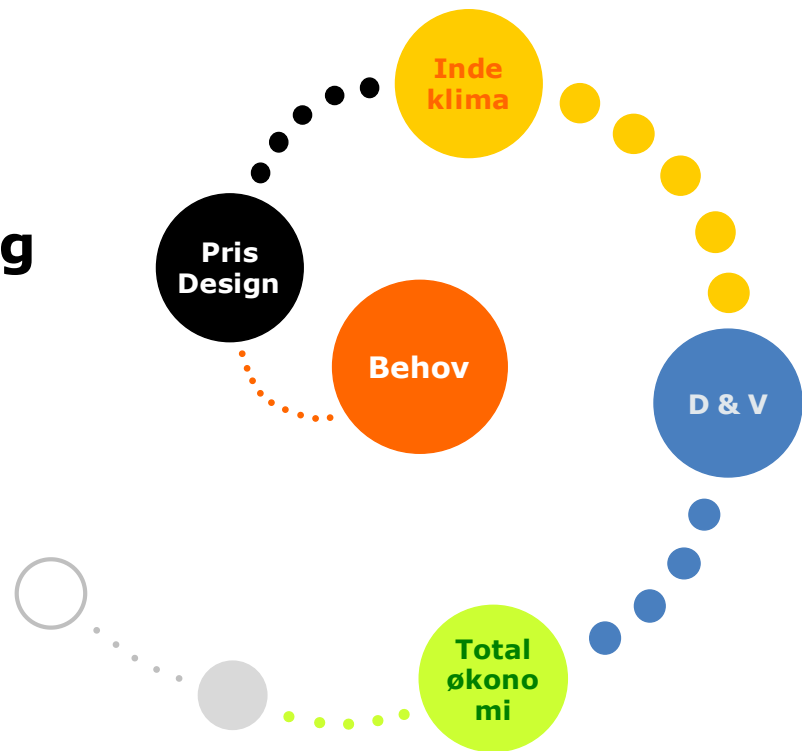 Inde
klima
g
Pris
Design
Behov
D & V
Total
økono
mi